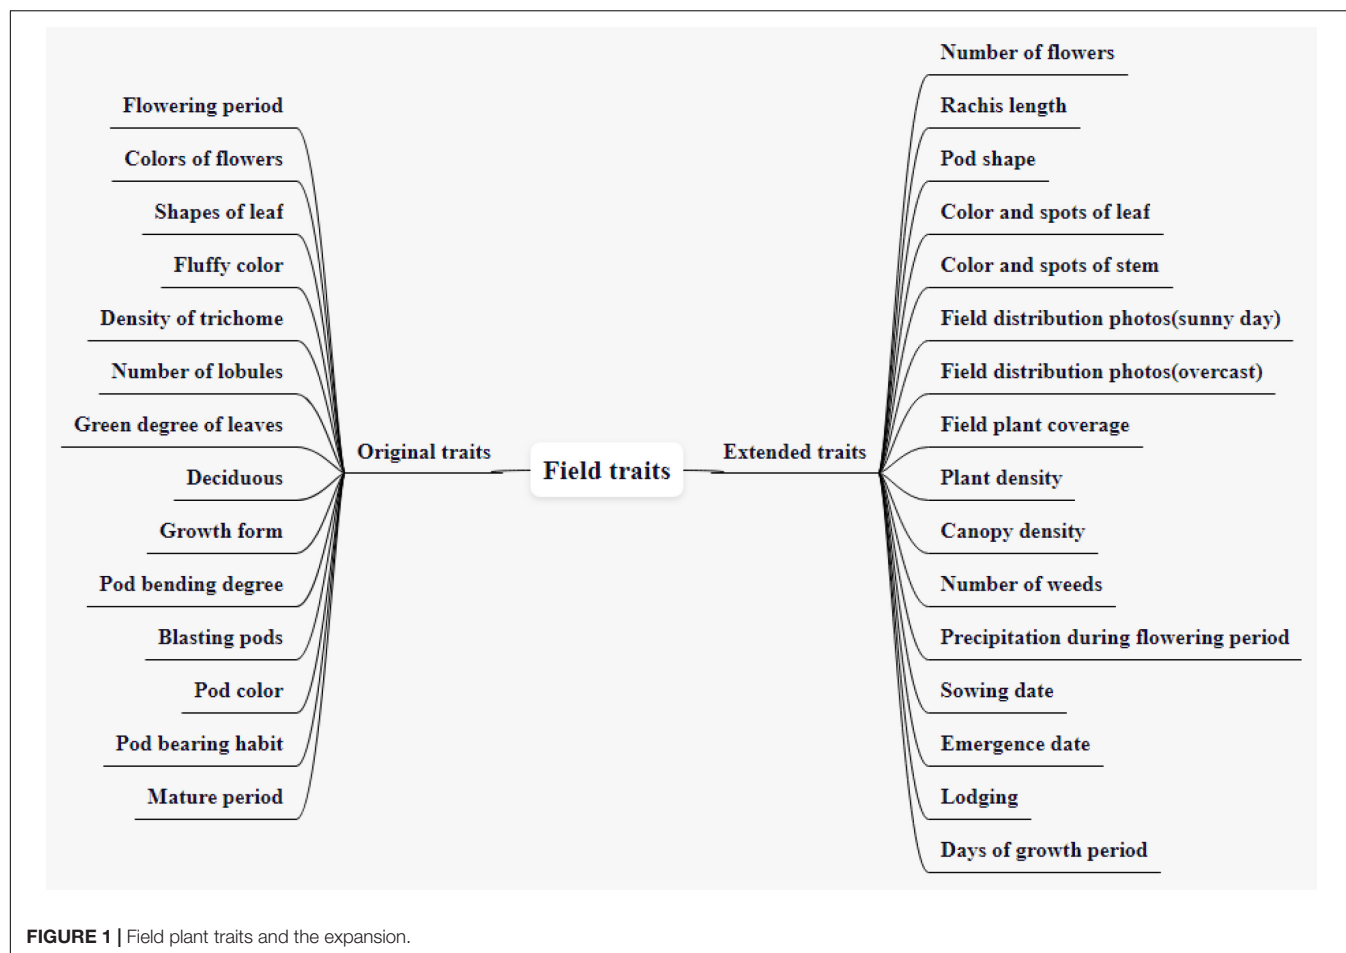 Number of flowers
Flowering period
Rachis length
Colors of flowers
Pod shape
Shapes of leaf
Color and spots of leaf
Fluffy color
Color and spots of stem
Density of trichome
Field distribution photos(sunny day)
Number of lobules
Field distribution photos(overcast)
Green degree of leaves
Field plant coverage
Original traits
Field traits
Extended traits
Deciduous
Plant density
Growth form
Canopy density
Pod bending degree
Number of weeds
Blasting pods
Precipitation during flowering period
Pod color
Sowing date
Pod bearing habit
Emergence date
Mature period
Lodging
Days of growth period
FIGURE 1 | Field plant traits and the expansion.